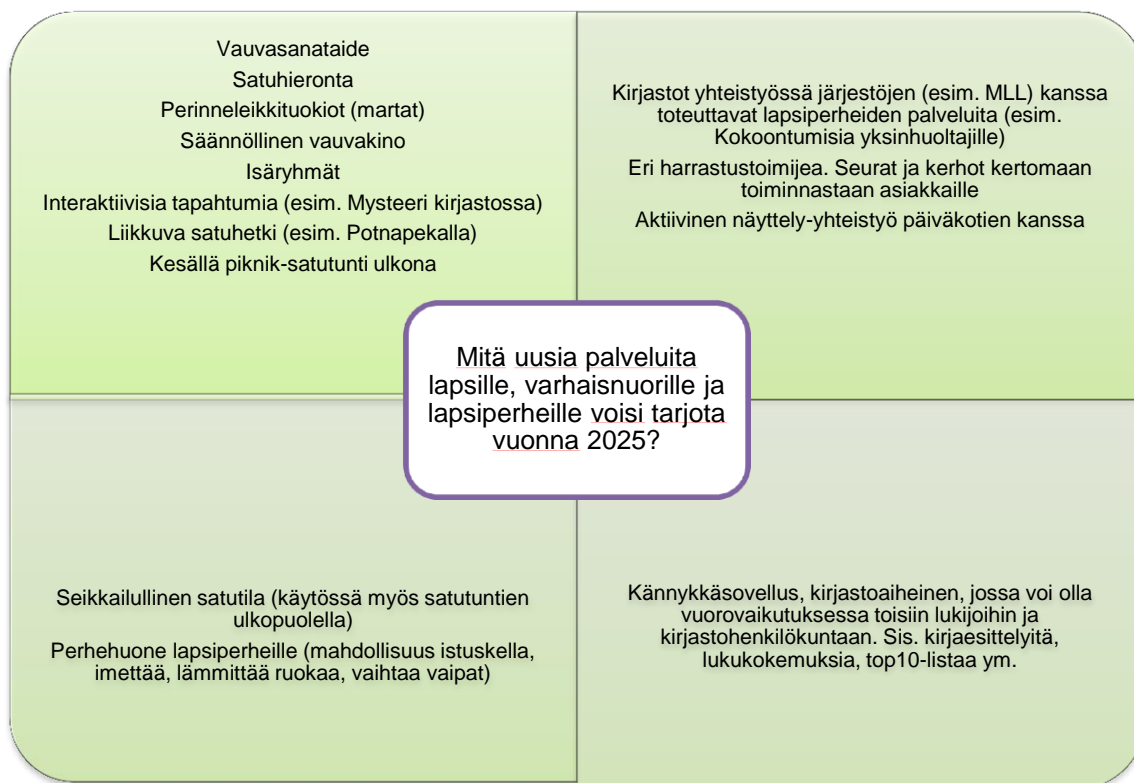 Vauvasanataide
Satuhieronta
Perinneleikkituokiot (martat)
Säännöllinen vauvakino
Isäryhmät
Interaktiivisia tapahtumia (esim. Mysteeri kirjastossa)
Liikkuva satuhetki (esim. Potnapekalla)
Kesällä piknik-satutunti ulkona
Kirjastot yhteistyössä järjestöjen (esim. MLL) kanssa
toteuttavat lapsiperheiden palveluita (esim.
Kokoontumisia yksinhuoltajille)
Eri harrastustoimijea. Seurat ja kerhot kertomaan
toiminnastaan asiakkaille
Aktiivinen näyttely-yhteistyö päiväkotien kanssa
Mitä uusia palveluita
lapsille, varhaisnuorille ja
lapsiperheille voisi tarjota
vuonna 2025?
Seikkailullinen satutila (käytössä myös satutuntien
ulkopuolella)
Perhehuone lapsiperheille (mahdollisuus istuskella,
imettää, lämmittää ruokaa, vaihtaa vaipat)
Kännykkäsovellus, kirjastoaiheinen, jossa voi olla
vuorovaikutuksessa toisiin lukijoihin ja
kirjastohenkilökuntaan. Sis. kirjaesittelyitä,
lukukokemuksia, top10-listaa ym.